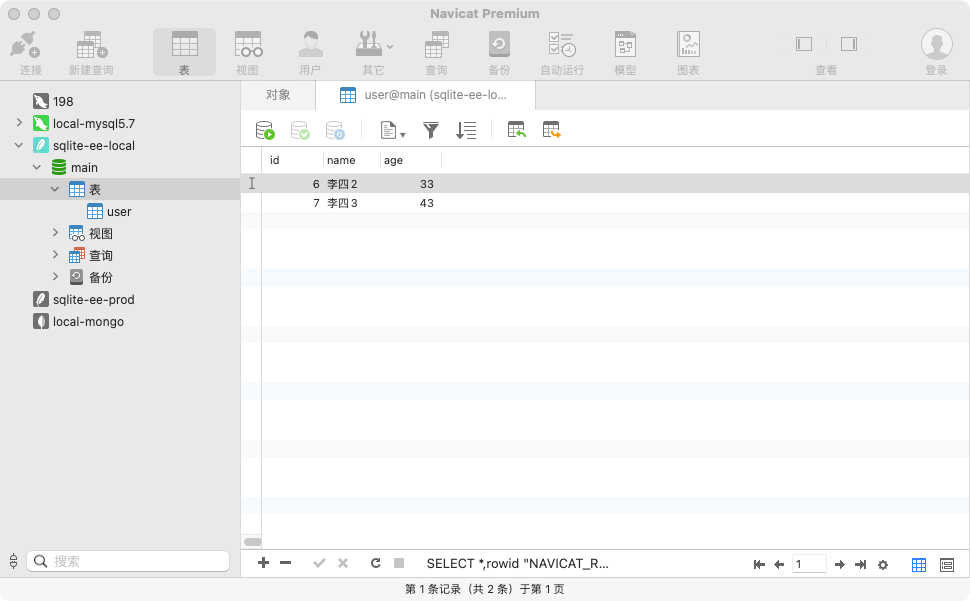 Navicat Premium
连接
新建查询
表
视图
用户
其它
查询
备份
自动运行
模型
图表
查看
登录
198
local-mysql5.7
sqlite-ee-local
main
表
user
视图
查询
备份
sqlite-ee-prod
local-mongo
搜索
对象
user@main (sqlite-ee-lo...
id name age
6 李四2 33
7 李四3 43
SELECT *,rowid "NAVICAT_R...
1
第 1 条记录（共 2 条）于第 1 页